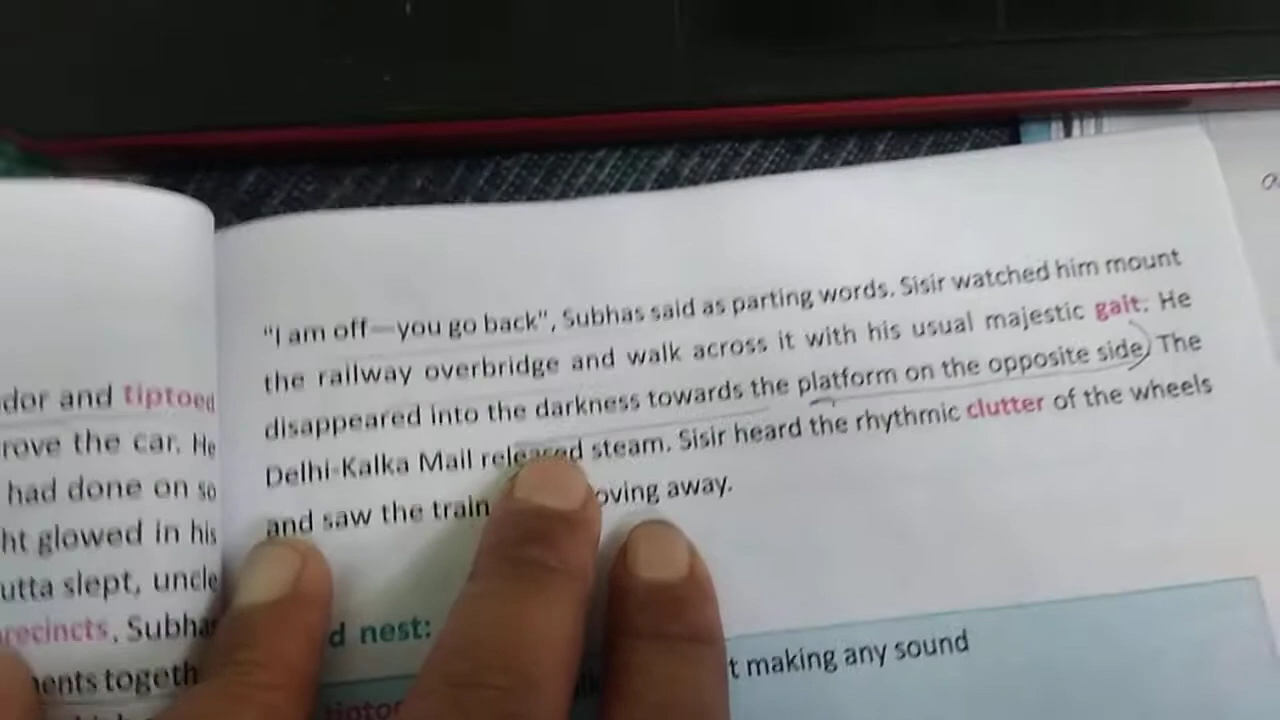 dor and tiptoed
rove the car. He
had done on so
ht glowed in his
utta slept, uncle
recincts. Subhas
ents togeth
"I am off—you go back", Subhas said as parting words. Sisir watched him mount
the railway overbridge and walk across it with his usual majestic gait. He
disappeared into the darkness towards the platform on the opposite side. The
Delhi-Kalka Mail released steam. Sisir heard the rhythmic clutter of the wheels
and saw the train oving away.
d nest:
t making any sound